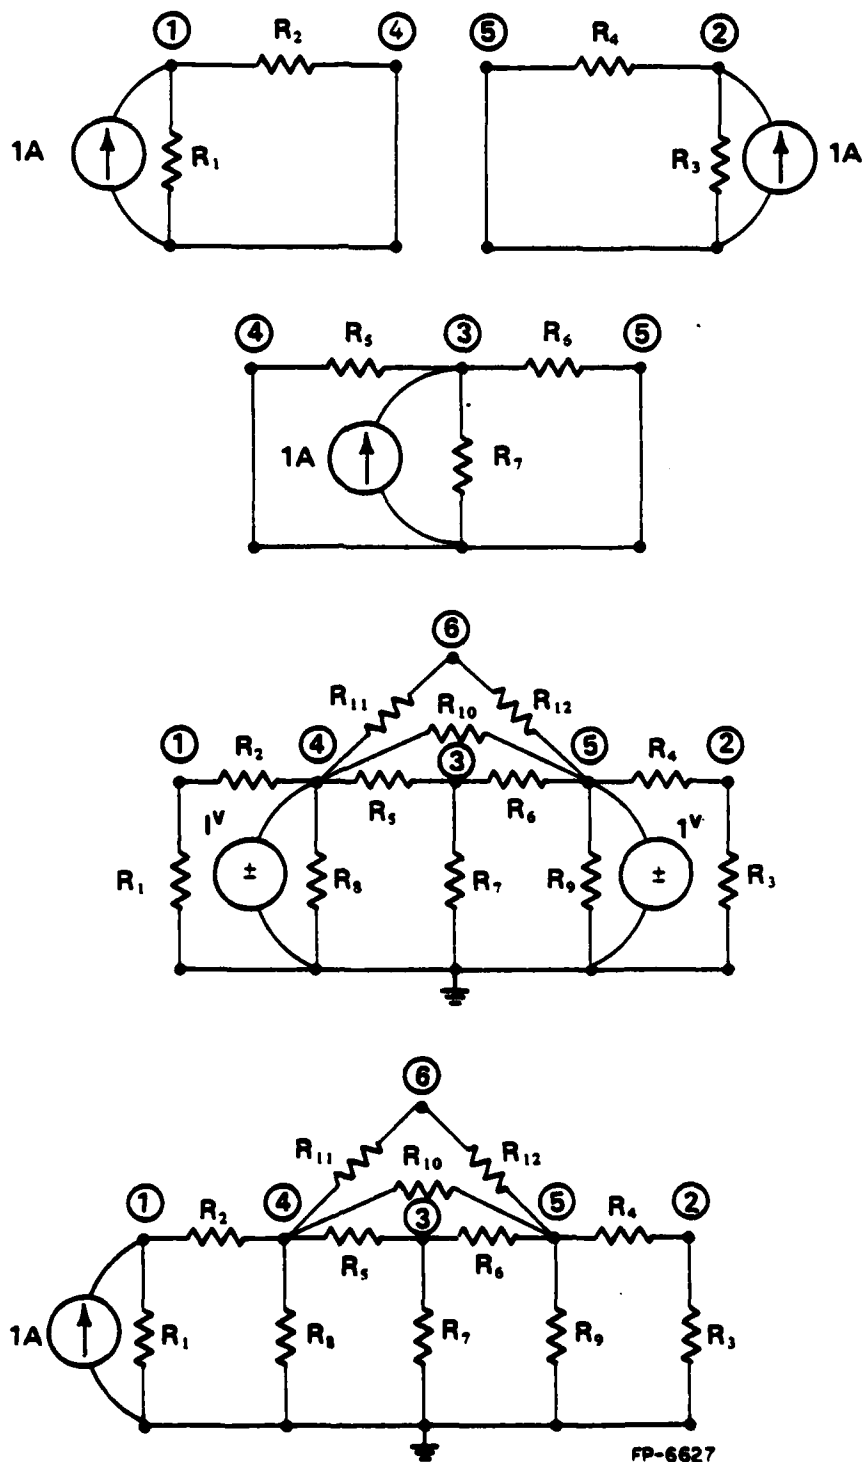 ① R₂ ④ ⑤ R₄ ②
1A R₁ R₃ 1A
④ R₅ ③ R₆ ⑤
1A R₇
⑥
R₁₁ R₁₀ R₁₂
① R₂ ④ ③ ⑤ R₄ ②
R₅ R₆
1V 1V
R₁ ± R₈ R₇ R₉ ± R₃
⑥
R₁₁ R₁₀ R₁₂
① R₂ ④ ③ ⑤ R₄ ②
R₅ R₆
1A R₁ R₈ R₇ R₉ R₃
FP-6627